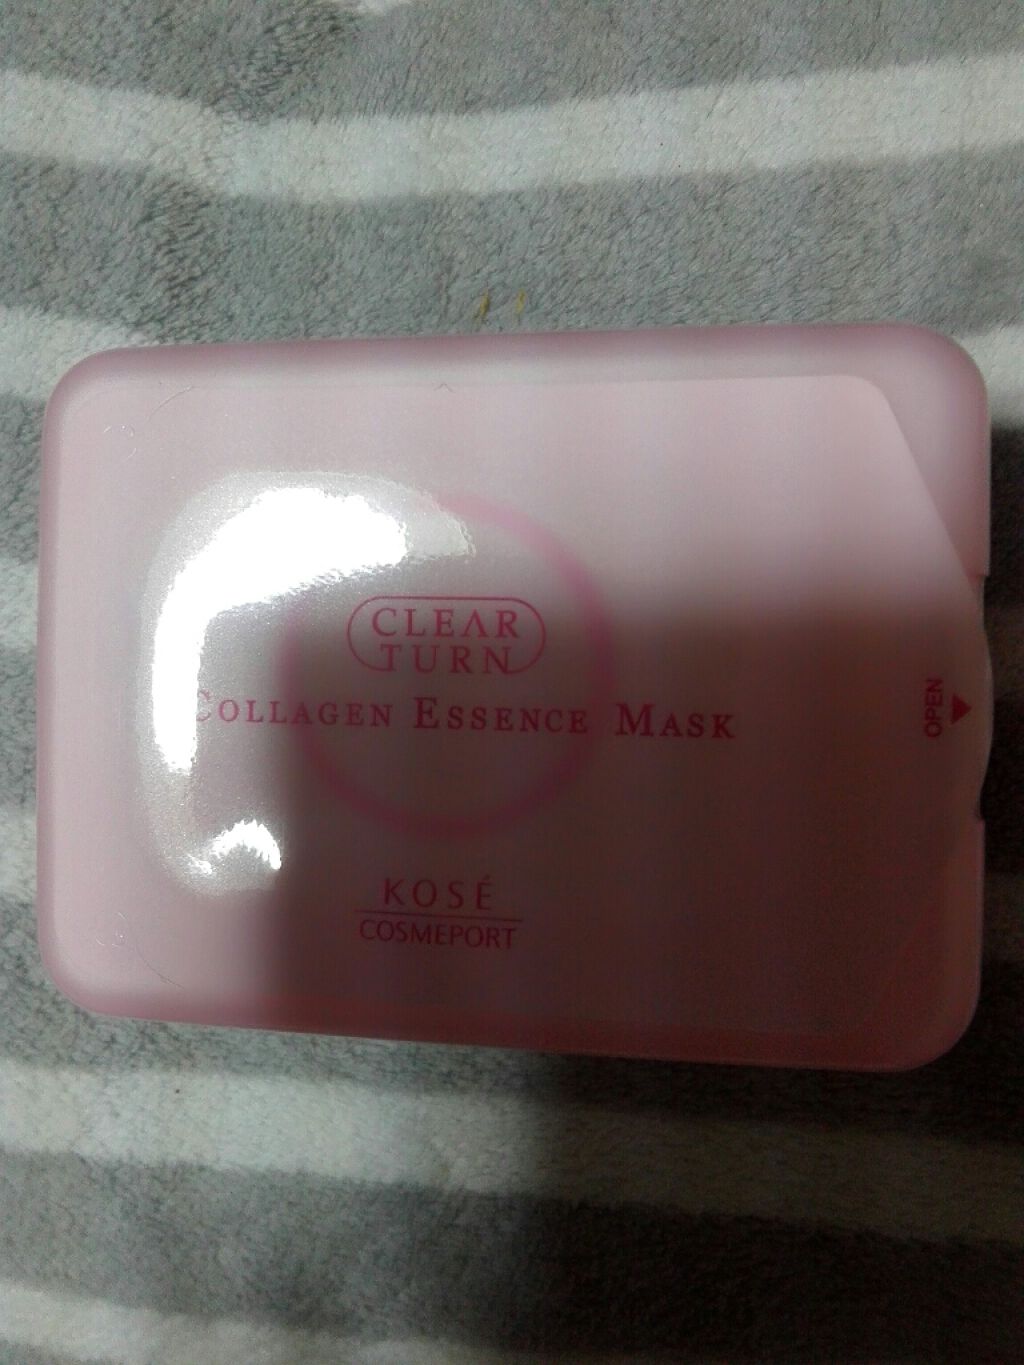 CLEAR
TURN
COLLAGEN ESSENCE MASK
OPEN
KOSÉ
COSMEPORT